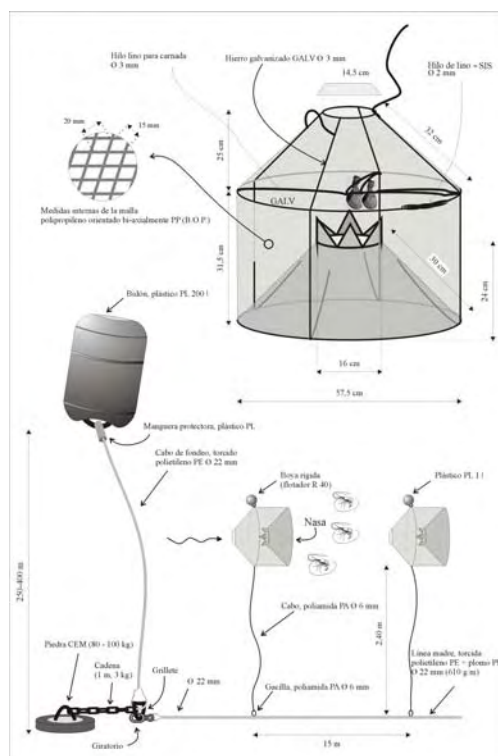 Hilo lino para carnada
Ø 3 mm
Hierro galvanizado GALV Ø 3 mm
Hilo de lino = SIS
Ø 2 mm
14,5 cm
32 cm
20 mm
15 mm
25 cm
GALV
Medidas internas de la malla
polipropileno orientado bi-axialmente PP (B.O.P.)
31,5 cm
30 cm
24 cm
Bidón, plástico PL 200 l
16 cm
57,5 cm
Manguera protectora, plástico PL
Cabo de fondno, torcido
polietileno PE Ø 22 mm
Boya rigida
(flotador R 40)
Plástico PL 1 l
Nasa
250-400 m
2,40 m
Cabo, poliamida PA Ø 6 mm
Piedra CEM (80 - 100 kg)
Cadena
(1 m, 3 kg)
Grillete
Ø 22 mm
Gacilla, poliamida PA Ø 6 mm
Línea madre, torcida
polietileno PE + plomo
Ø 22 mm (610 g/m)
Giratorio
15 m